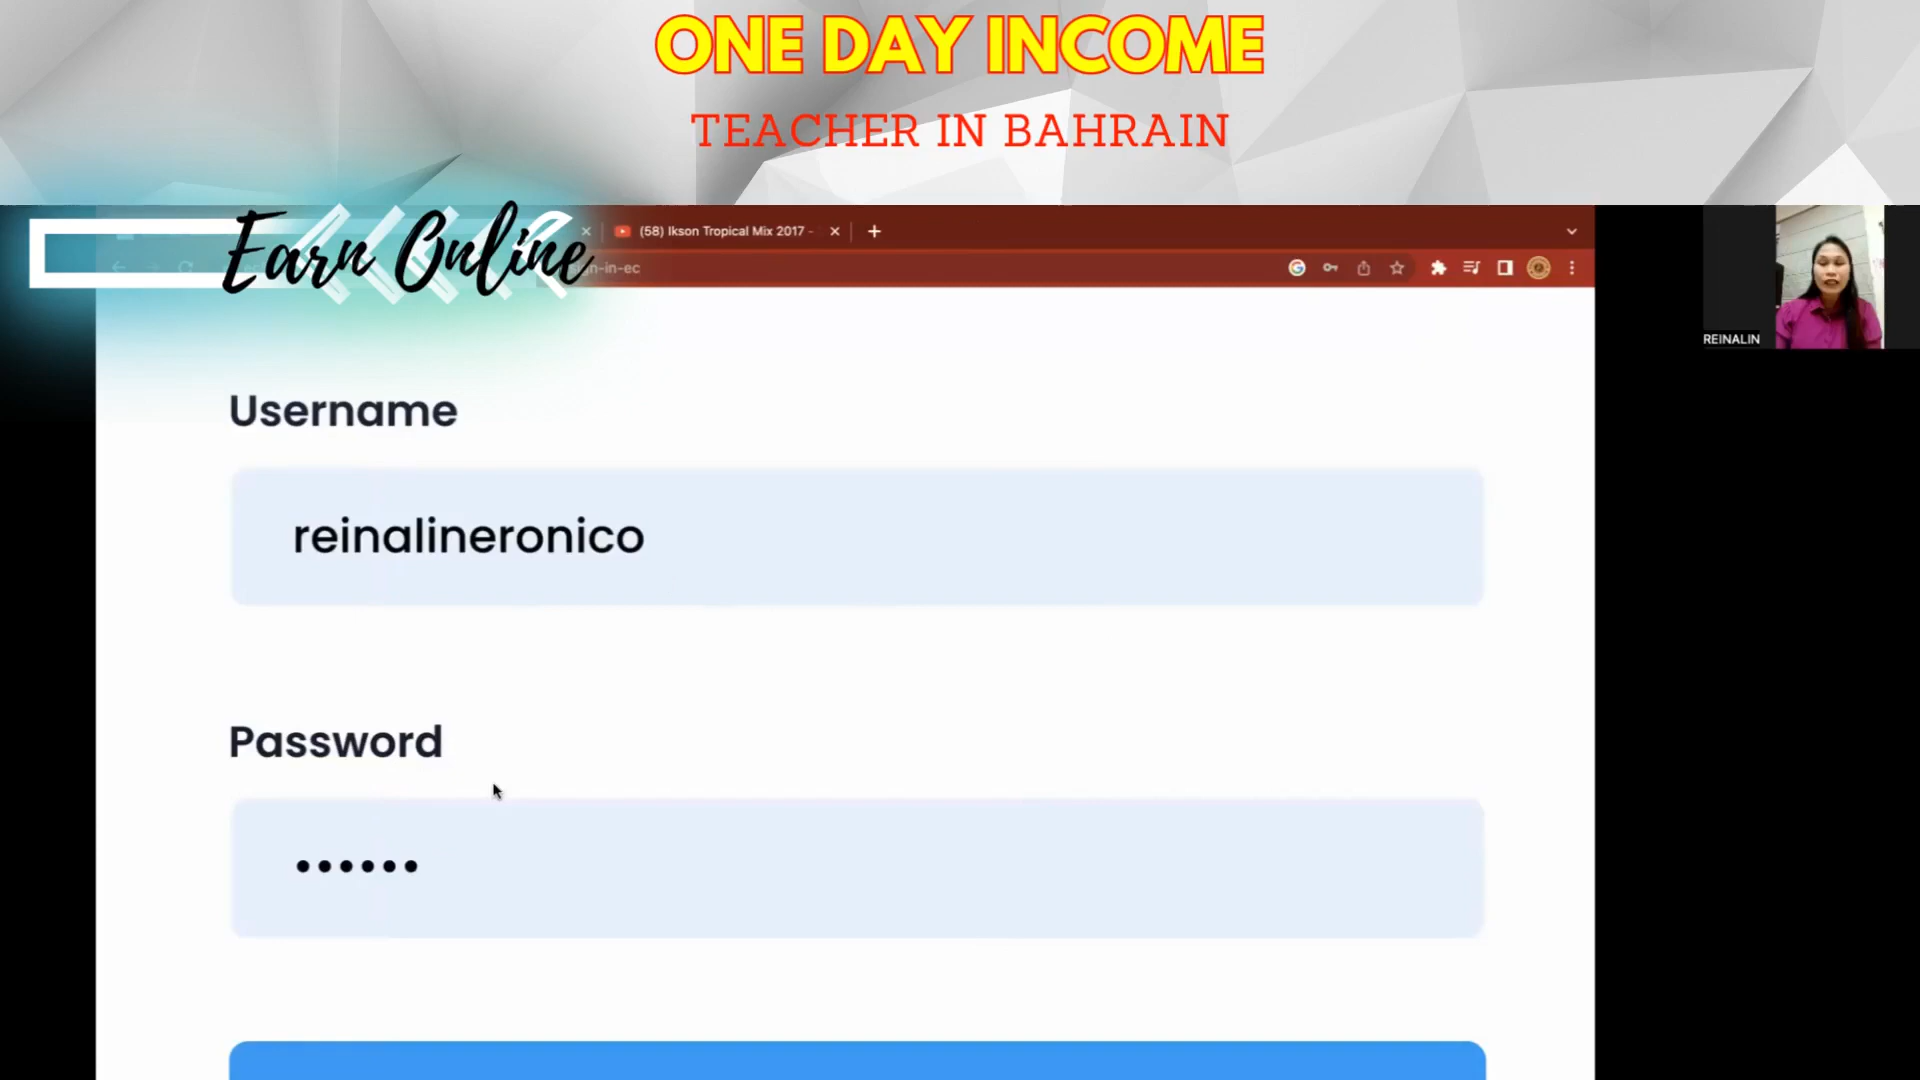 ONE DAY INCOME
TEACHER IN BAHRAIN
Earn Online
(58) Ikson Tropical Mix 2017 -
n-in-ec
REINALIN
Username
reinalineronico
Password
••••••